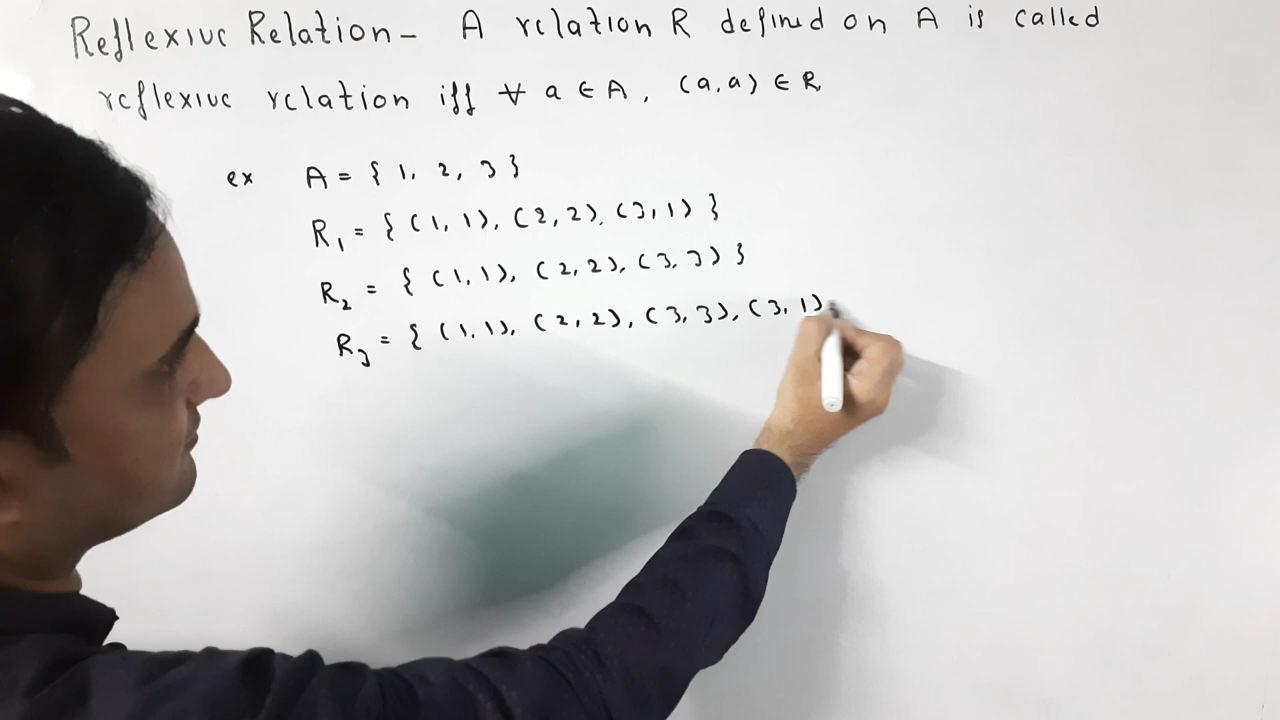 Reflexive Relation - A relation R defined on A is called
reflexive relation iff ∀ a ∈ A, (a,a) ∈ R
ex A = { 1, 2, 3 }
R₁ = { (1, 1), (2, 2), (3, 1) }
R₂ = { (1, 1), (2, 2), (3, 3) }
R₃ = { (1, 1), (2, 2), (3, 3), (3, 1)